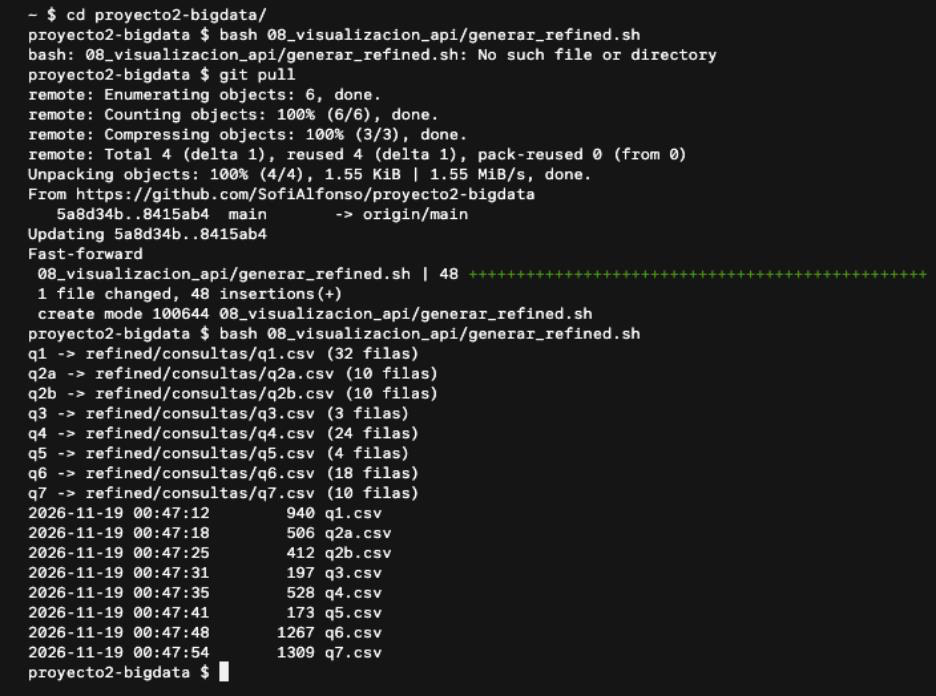 ~ $ cd proyecto2-bigdata/
proyecto2-bigdata $ bash 08_visualizacion_api/generar_refined.sh
bash: 08_visualizacion_api/generar_refined.sh: No such file or directory
proyecto2-bigdata $ git pull
remote: Enumerating objects: 6, done.
remote: Counting objects: 100% (6/6), done.
remote: Compressing objects: 100% (3/3), done.
remote: Total 4 (delta 1), reused 4 (delta 1), pack-reused 0 (from 0)
Unpacking objects: 100% (4/4), 1.55 KiB | 1.55 MiB/s, done.
From https://github.com/SofiAlfonso/proyecto2-bigdata
   5a8d34b..8415ab4  main       -> origin/main
Updating 5a8d34b..8415ab4
Fast-forward
 08_visualizacion_api/generar_refined.sh | 48 ++++++++++++++++++++++++++++++++++++++++++++++++
 1 file changed, 48 insertions(+)
 create mode 100644 08_visualizacion_api/generar_refined.sh
proyecto2-bigdata $ bash 08_visualizacion_api/generar_refined.sh
q1 -> refined/consultas/q1.csv (32 filas)
q2a -> refined/consultas/q2a.csv (10 filas)
q2b -> refined/consultas/q2b.csv (10 filas)
q3 -> refined/consultas/q3.csv (3 filas)
q4 -> refined/consultas/q4.csv (24 filas)
q5 -> refined/consultas/q5.csv (4 filas)
q6 -> refined/consultas/q6.csv (18 filas)
q7 -> refined/consultas/q7.csv (10 filas)
2026-11-19 00:47:12        940 q1.csv
2026-11-19 00:47:18        506 q2a.csv
2026-11-19 00:47:25        412 q2b.csv
2026-11-19 00:47:31        197 q3.csv
2026-11-19 00:47:35        528 q4.csv
2026-11-19 00:47:41        173 q5.csv
2026-11-19 00:47:48       1267 q6.csv
2026-11-19 00:47:54       1309 q7.csv
proyecto2-bigdata $